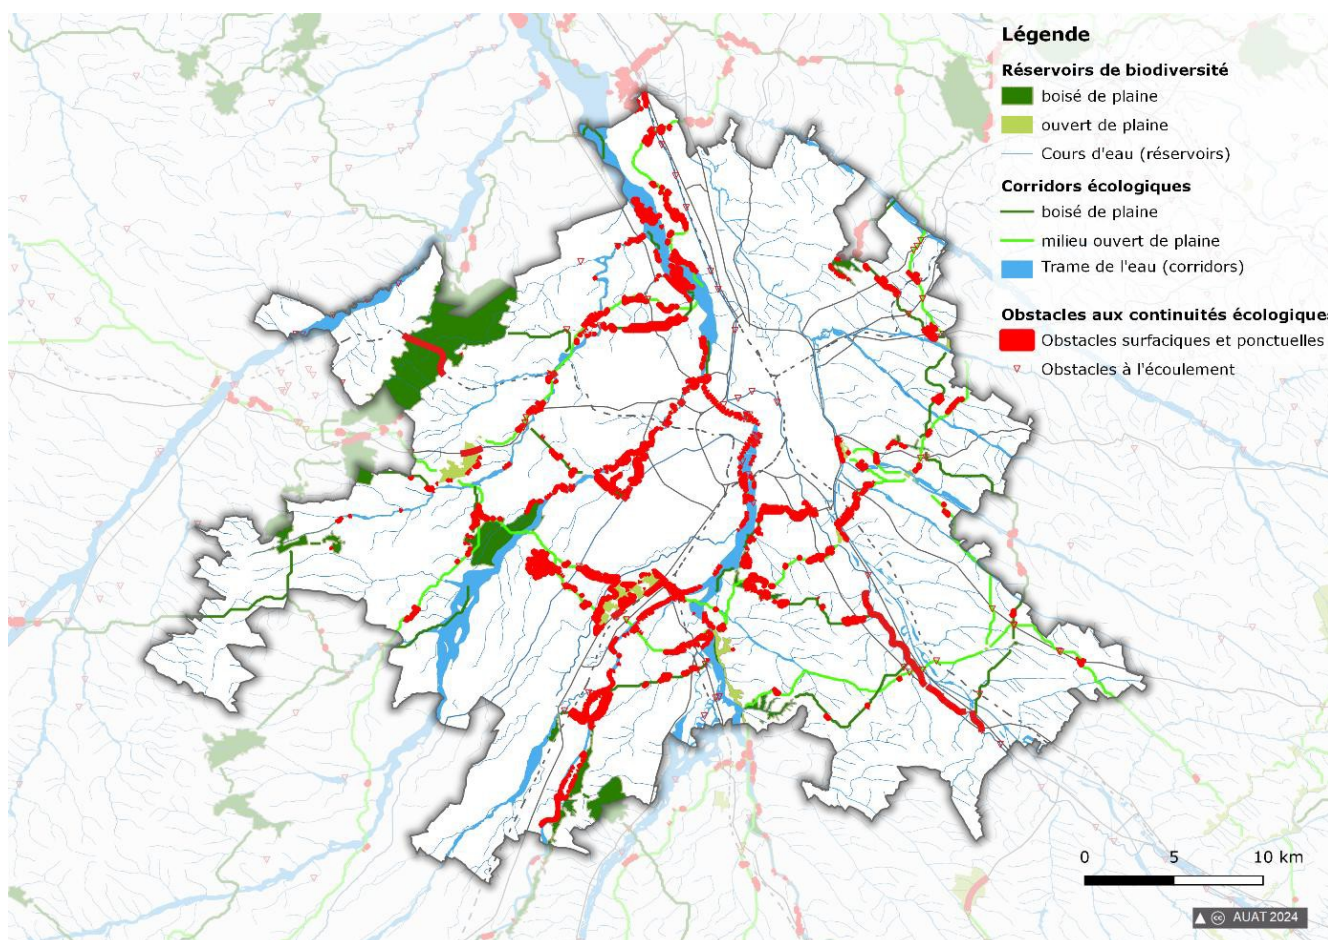 Légende
Réservoirs de biodiversité
boisé de plaine
ouvert de plaine
Cours d'eau (réservoirs)
Corridors écologiques
boisé de plaine
milieu ouvert de plaine
Trame de l'eau (corridors)
Obstacles aux continuités écologique
Obstacles surfaciques et ponctuelles
Obstacles à l'écoulement
0 5 10 km
cc AUAT 2024